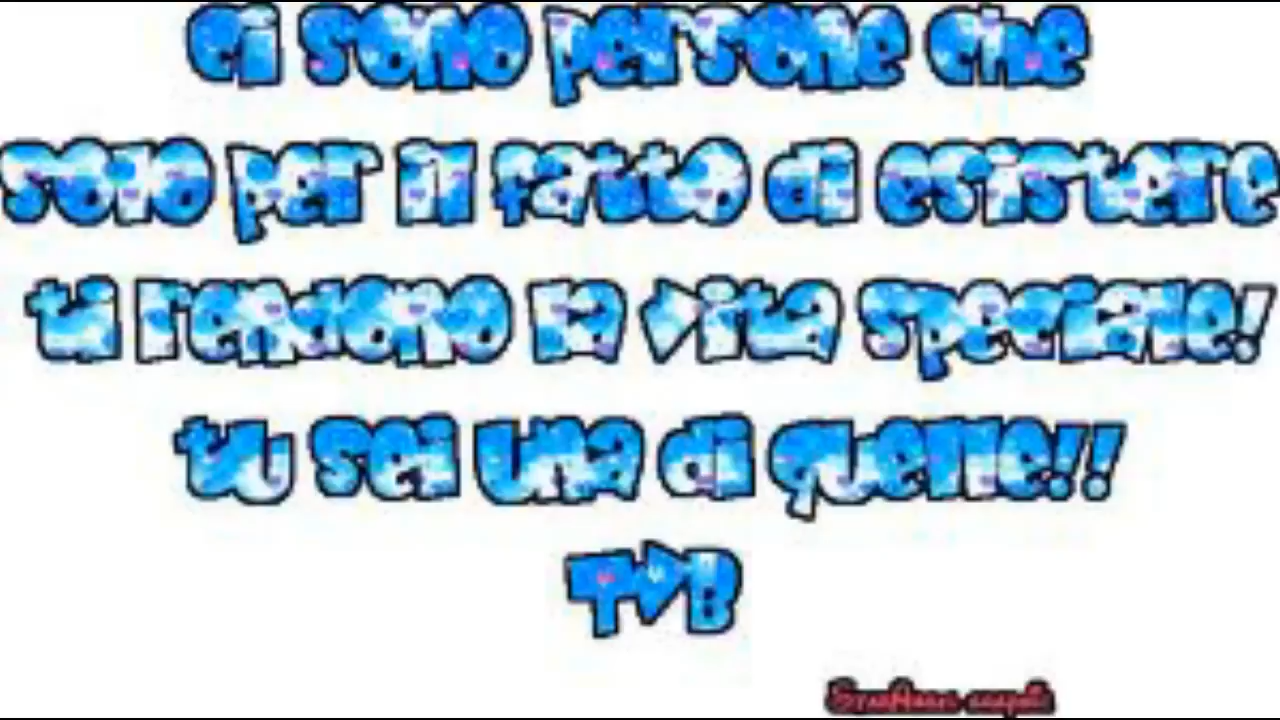 ci sono persone che
solo per il fatto di esistere
ti rendono la vita speciale!
tu sei una di quelle!!
TVB